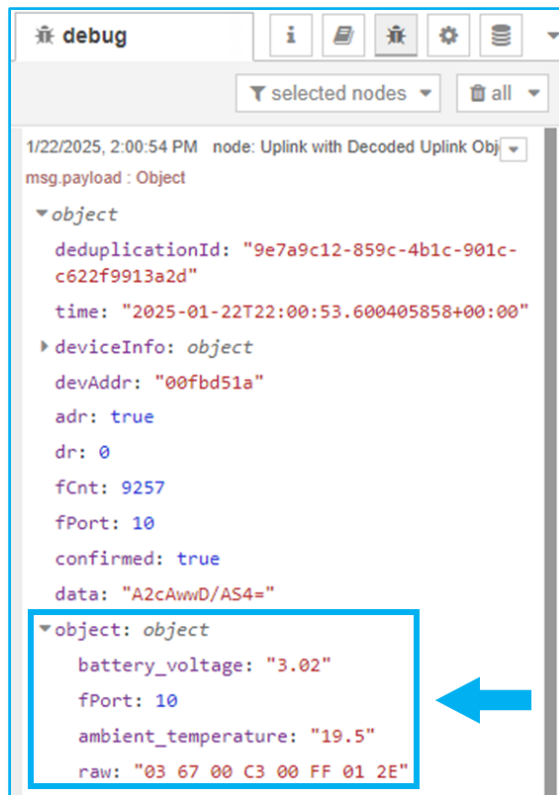 debug
i
selected nodes
all
1/22/2025, 2:00:54 PM node: Uplink with Decoded Uplink Obj
msg.payload : Object
object
deduplicationId: "9e7a9c12-859c-4b1c-901c-
c622f9913a2d"
time: "2025-01-22T22:00:53.600405858+00:00"
deviceInfo: object
devAddr: "00fbd51a"
adr: true
dr: 0
fCnt: 9257
fPort: 10
confirmed: true
data: "A2cAwwD/AS4="
object: object
battery_voltage: "3.02"
fPort: 10
ambient_temperature: "19.5"
raw: "03 67 00 C3 00 FF 01 2E"